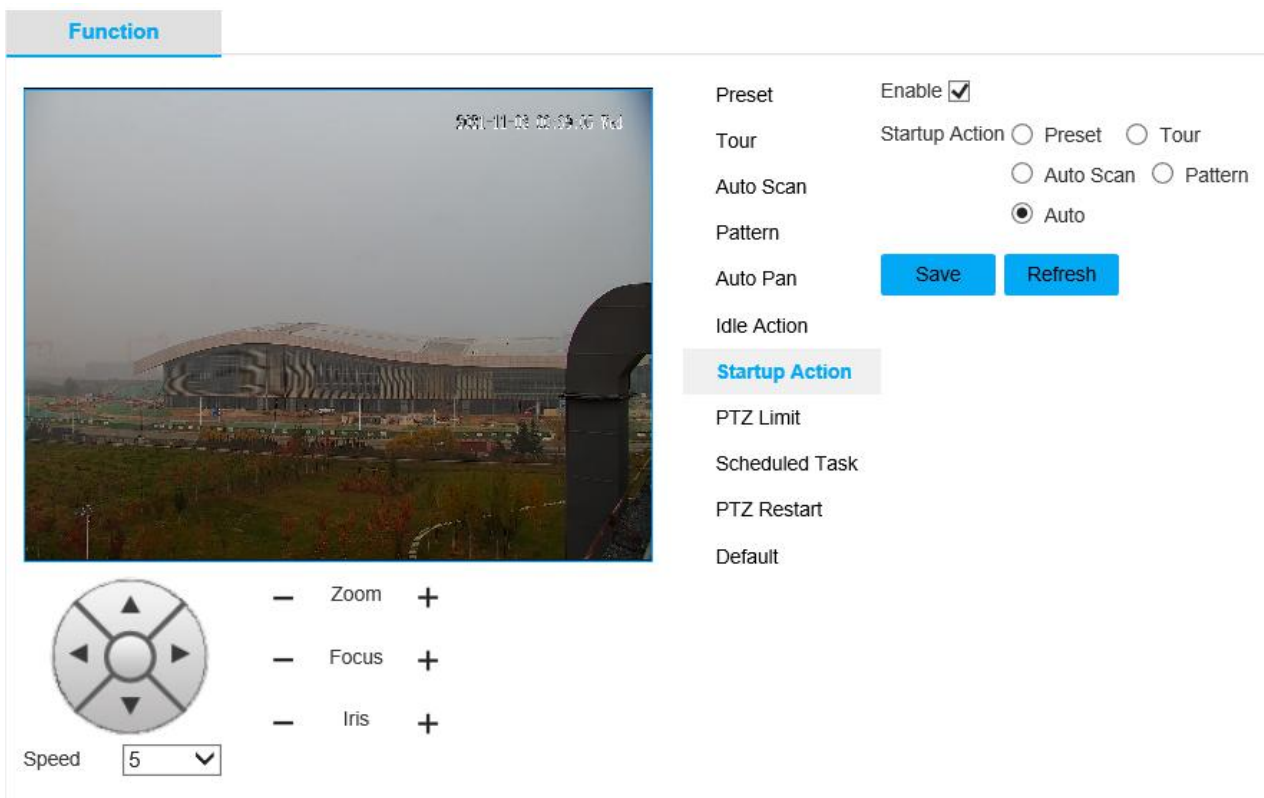 Function
Preset
Tour
Auto Scan
Pattern
Auto Pan
Idle Action
Startup Action
PTZ Limit
Scheduled Task
PTZ Restart
Default
Enable
Startup Action Preset Tour
Auto Scan Pattern
Auto
Save Refresh
Zoom
Focus
Iris
Speed 5